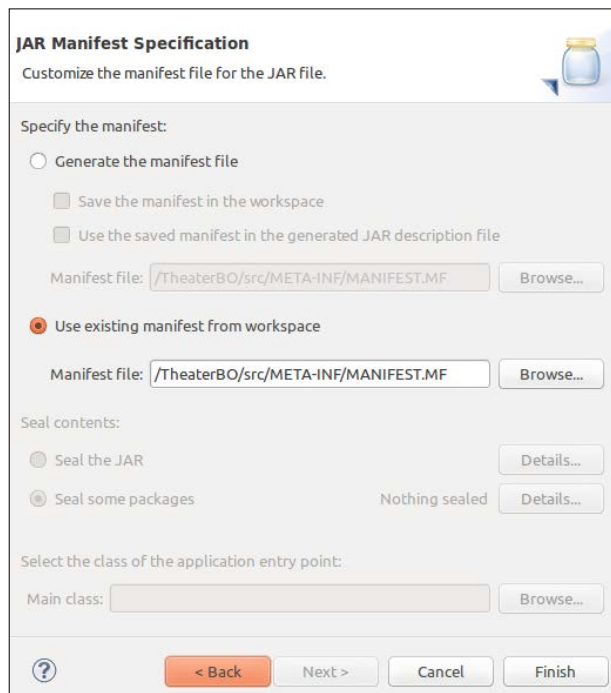 JAR Manifest Specification
Customize the manifest file for the JAR file.
Specify the manifest:
Generate the manifest file
Save the manifest in the workspace
Use the saved manifest in the generated JAR description file
Manifest file: /TheaterBO/src/META-INF/MANIFEST.MF Browse...
Use existing manifest from workspace
Manifest file: /TheaterBO/src/META-INF/MANIFEST.MF Browse...
Seal contents:
Seal the JAR Details...
Seal some packages Nothing sealed Details...
Select the class of the application entry point:
Main class: Browse...
? < Back Next > Cancel Finish